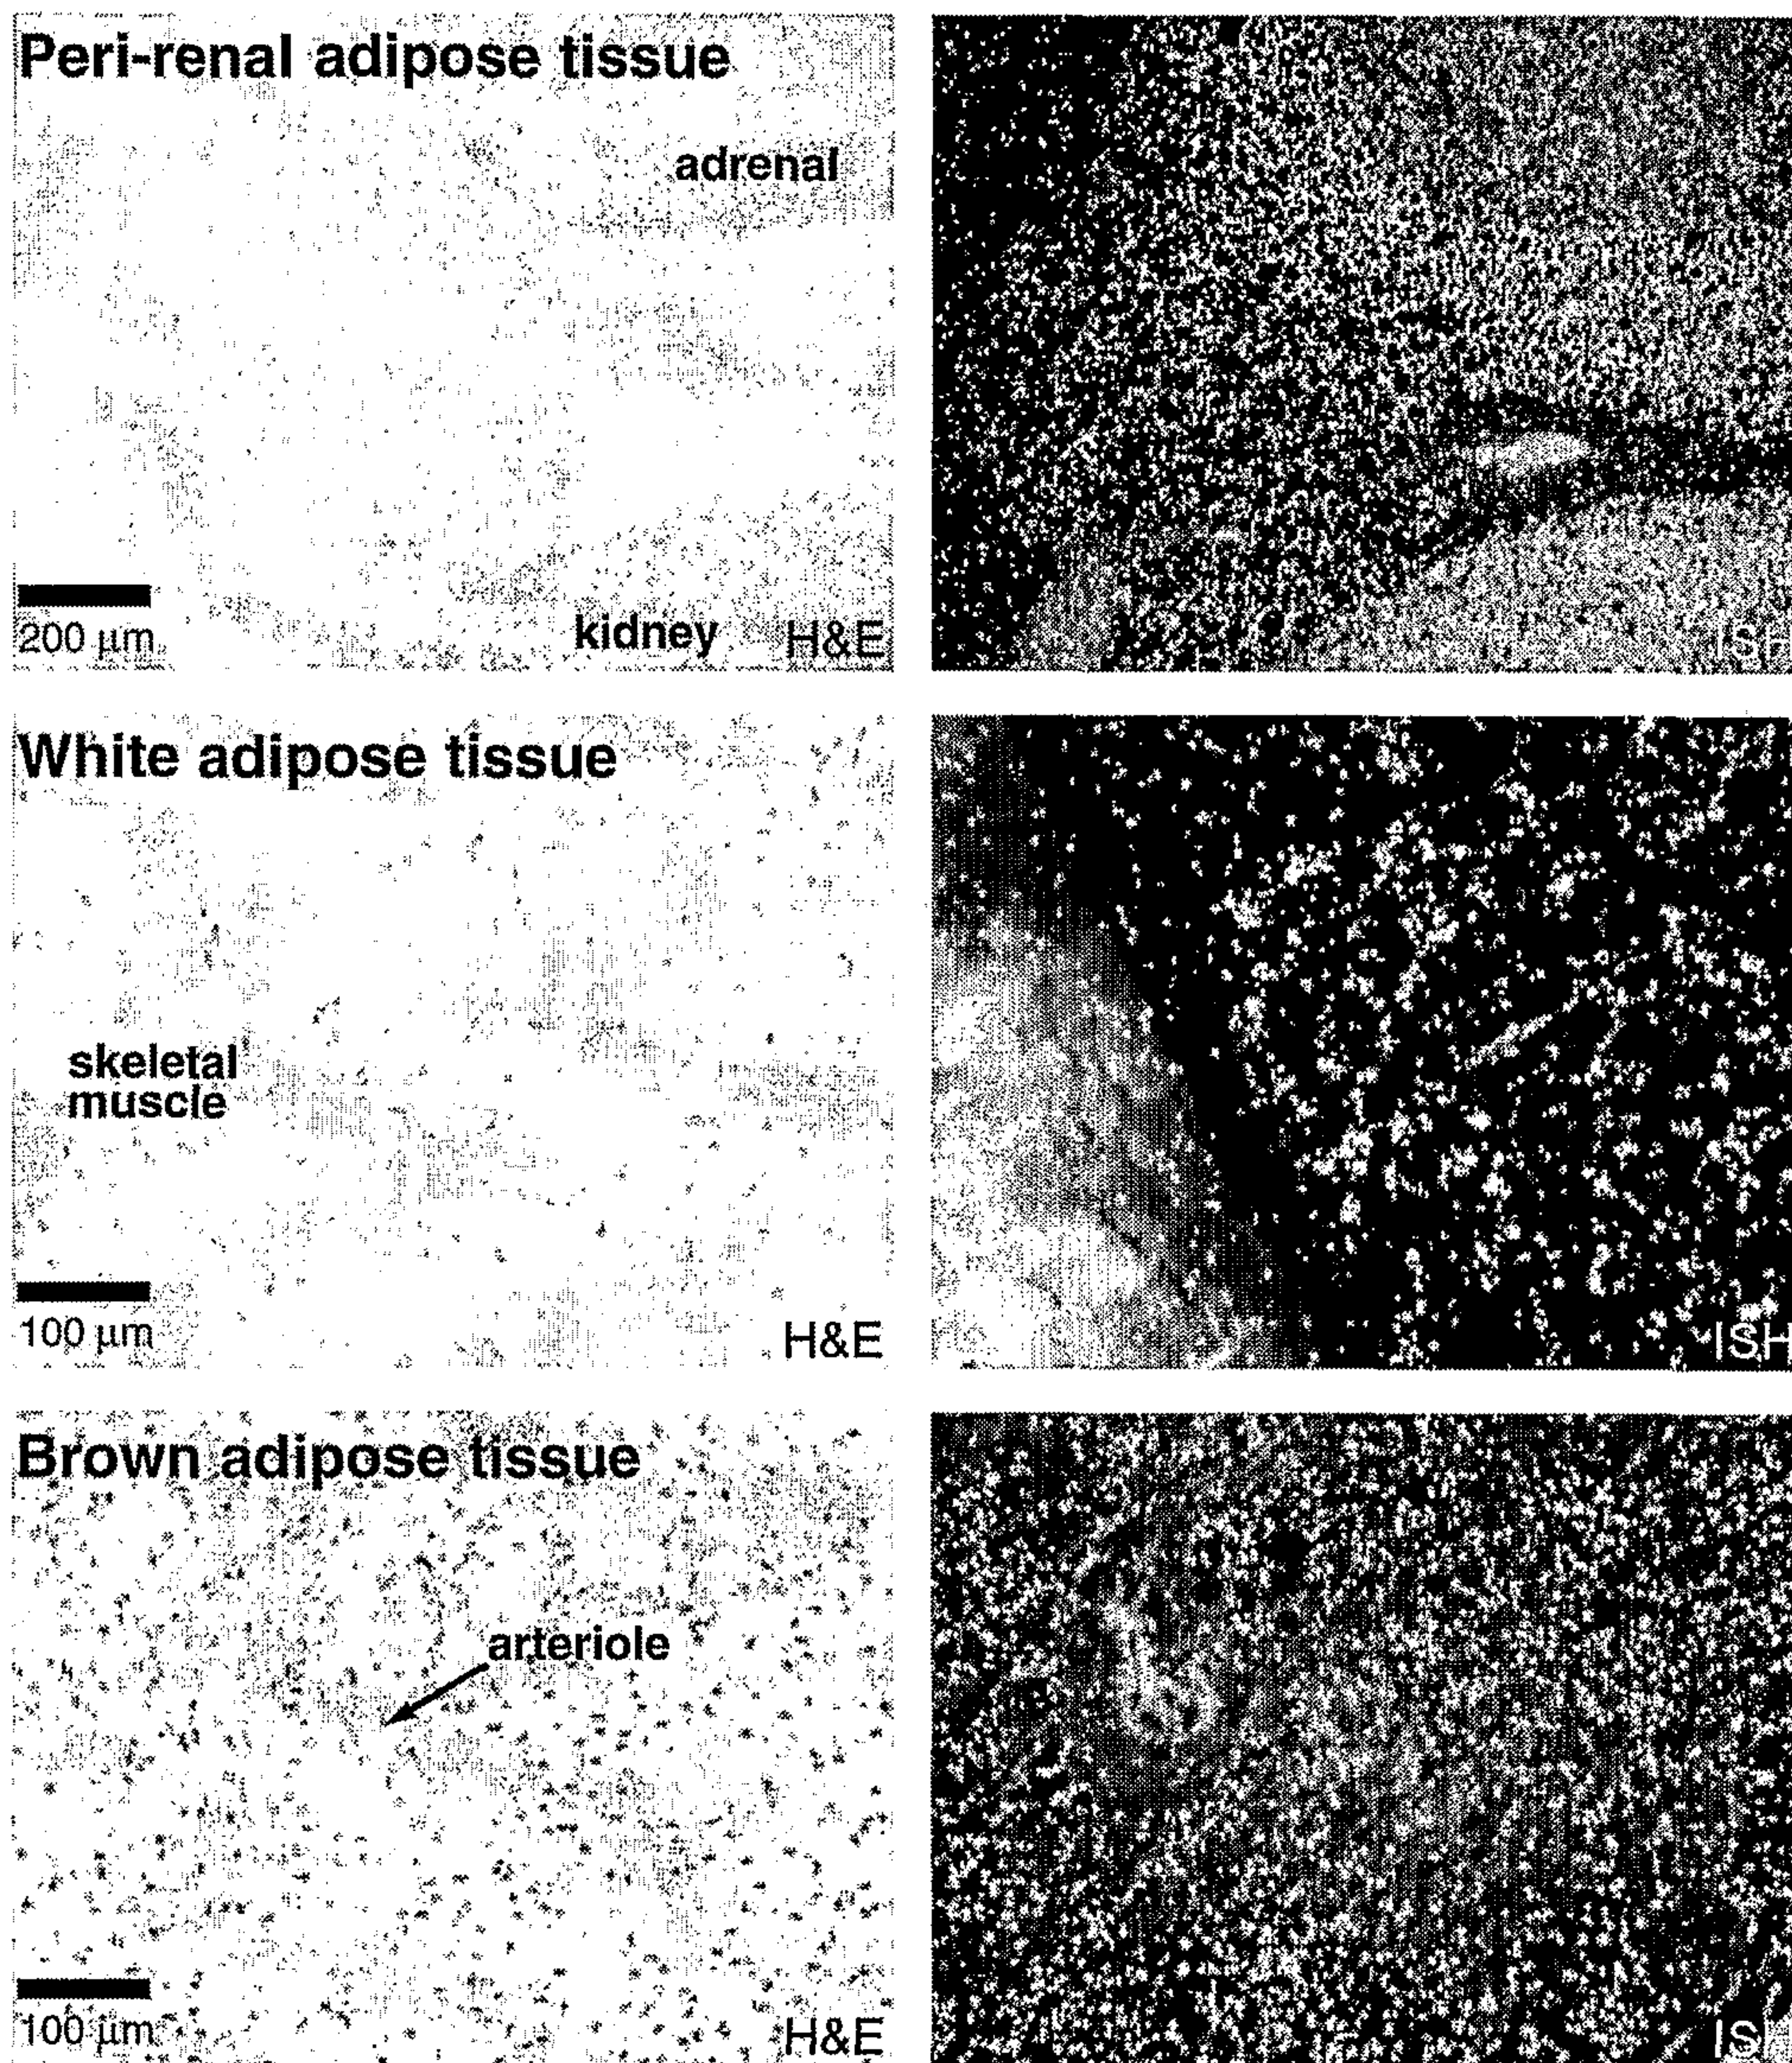 Peri-renal adipose tissue
adrenal
200 μm
kidney
H&E
ISH
White adipose tissue
skeletal
muscle
100 μm
H&E
ISH
Brown adipose tissue
arteriole
100 μm
H&E
ISH